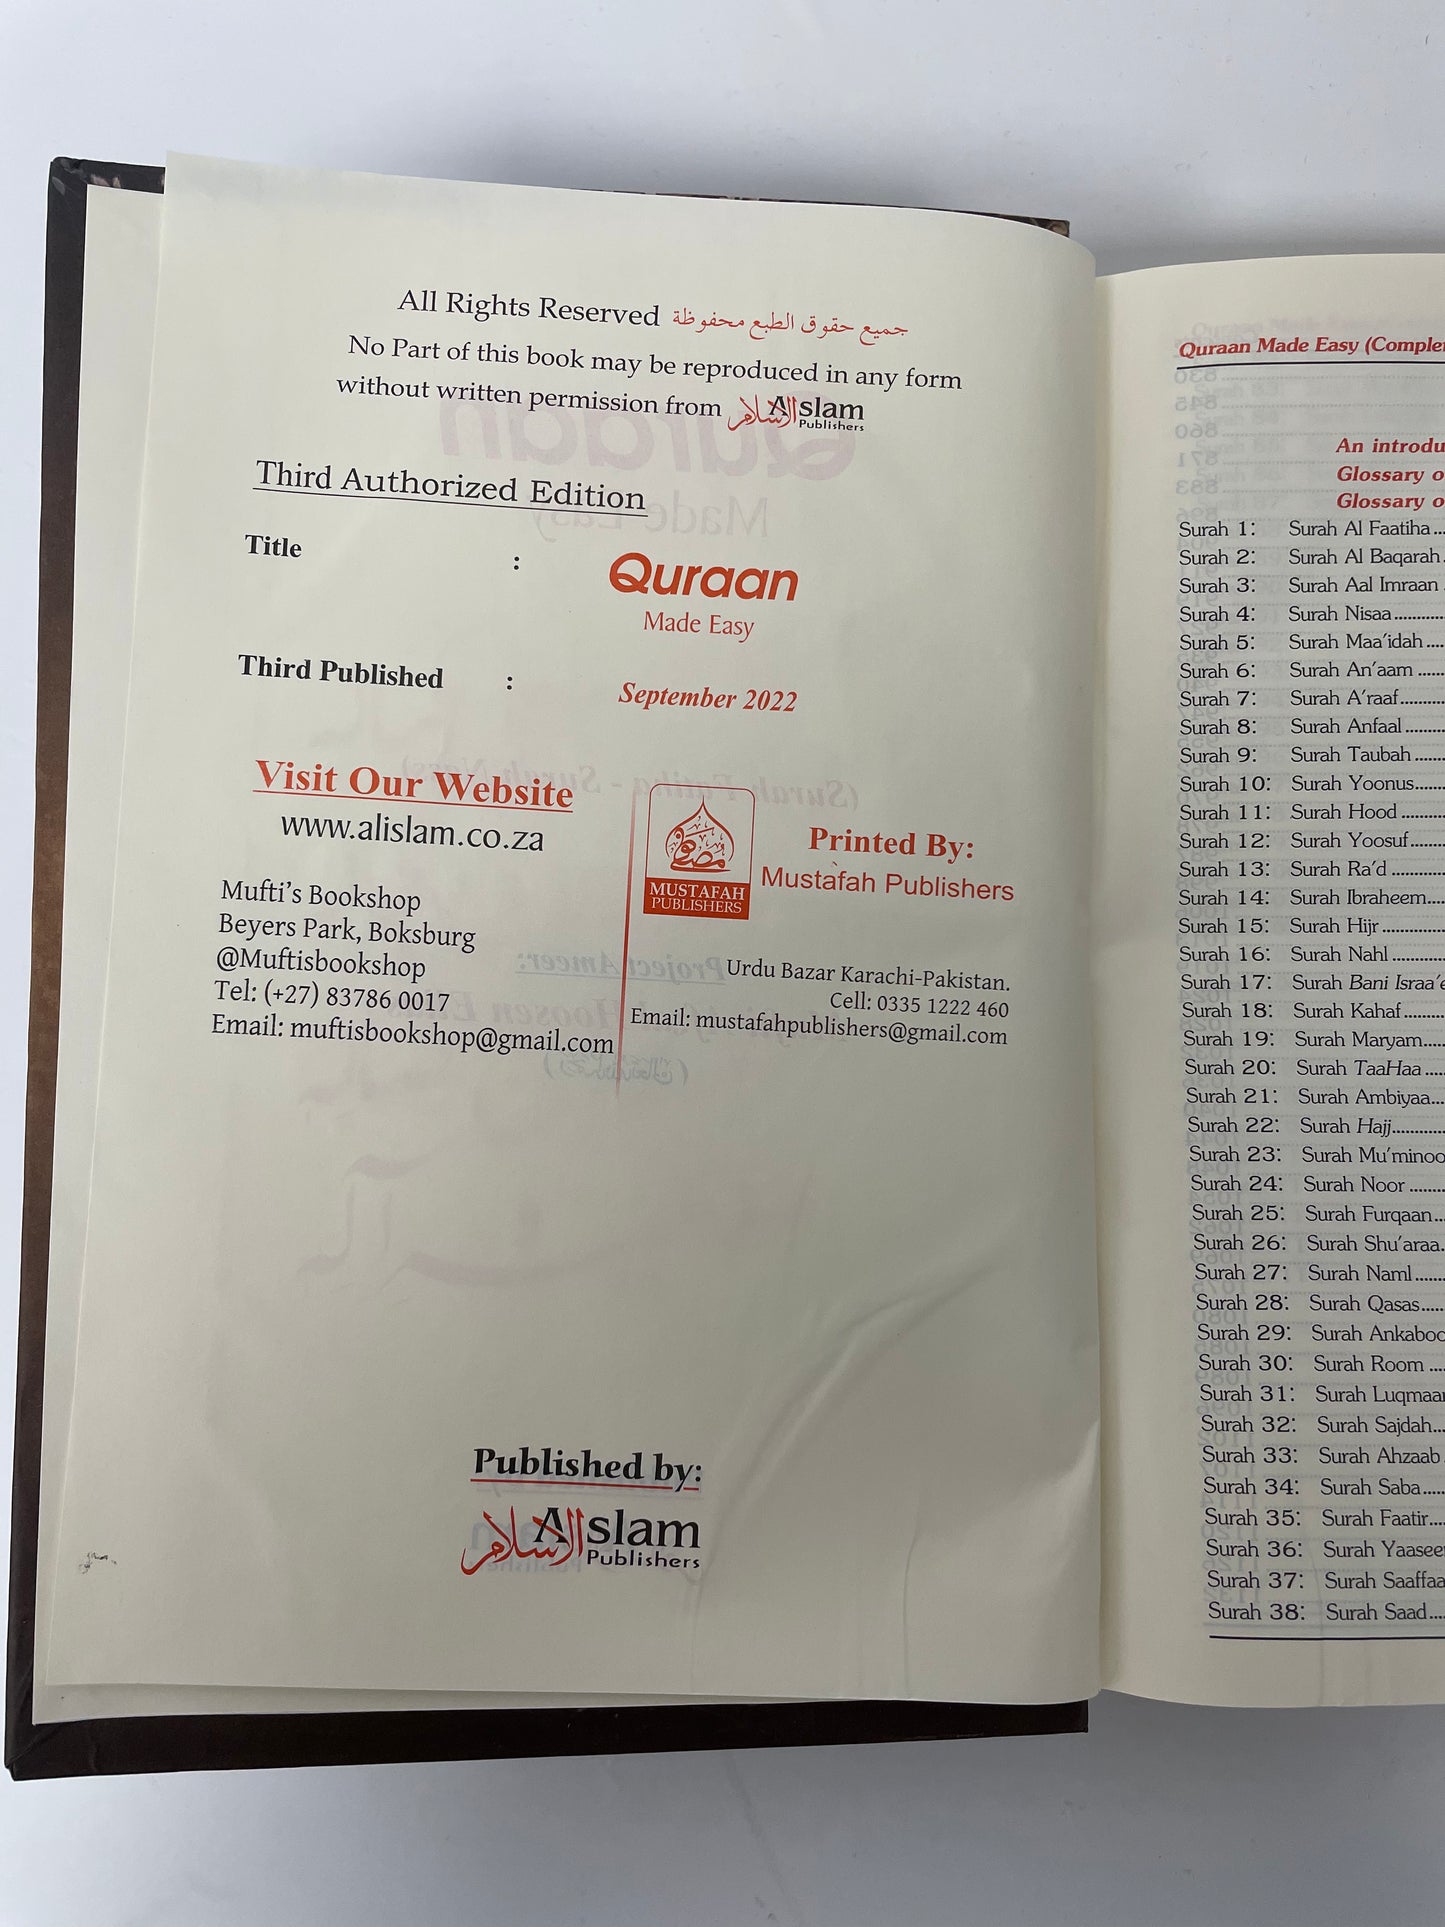 All Rights Reserved جميع حقوق الطبع محفوظة
No Part of this book may be reproduced in any form
without written permission from الإسلام Al Islam
Publishers
Third Authorized Edition
Title : Quraan
Made Easy
Third Published : September 2022
Visit Our Website
www.alislam.co.za
Mufti's Bookshop
Beyers Park, Boksburg
@Muftisbookshop
Tel: (+27) 83786 0017
Email: muftisbookshop@gmail.com
مصطفى
MUSTAFAH
PUBLISHERS
Printed By:
Mustafah Publishers
Urdu Bazar Karachi-Pakistan.
Cell: 0335 1222 460
Email: mustafahpublishers@gmail.com
Published by:
الإسلام Al Islam
Publishers
Quraan Made Easy (Comple
An introdu
Glossary o
Glossary o
Surah 1: Surah Al Faatiha...
Surah 2: Surah Al Baqarah.
Surah 3: Surah Aal Imraan .
Surah 4: Surah Nisaa...........
Surah 5: Surah Maa'idah....
Surah 6: Surah An'aam ......
Surah 7: Surah A'raaf..........
Surah 8: Surah Anfaal.........
Surah 9: Surah Taubah.......
Surah 10: Surah Yoonus.......
Surah 11: Surah Hood ..........
Surah 12: Surah Yoosuf........
Surah 13: Surah Ra'd ............
Surah 14: Surah Ibraheem....
Surah 15: Surah Hijr..............
Surah 16: Surah Nahl ............
Surah 17: Surah Bani Israa'e
Surah 18: Surah Kahaf.........
Surah 19: Surah Maryam.....
Surah 20: Surah TaaHaa.....
Surah 21: Surah Ambiyaa...
Surah 22: Surah Hajj...........
Surah 23: Surah Mu'minoo
Surah 24: Surah Noor ........
Surah 25: Surah Furqaan...
Surah 26: Surah Shu'araa.
Surah 27: Surah Naml.......
Surah 28: Surah Qasas.....
Surah 29: Surah Ankaboo
Surah 30: Surah Room ....
Surah 31: Surah Luqmaa
Surah 32: Surah Sajdah...
Surah 33: Surah Ahzaab .
Surah 34: Surah Saba.....
Surah 35: Surah Faatir....
Surah 36: Surah Yaasee
Surah 37: Surah Saaffaa
Surah 38: Surah Saad....